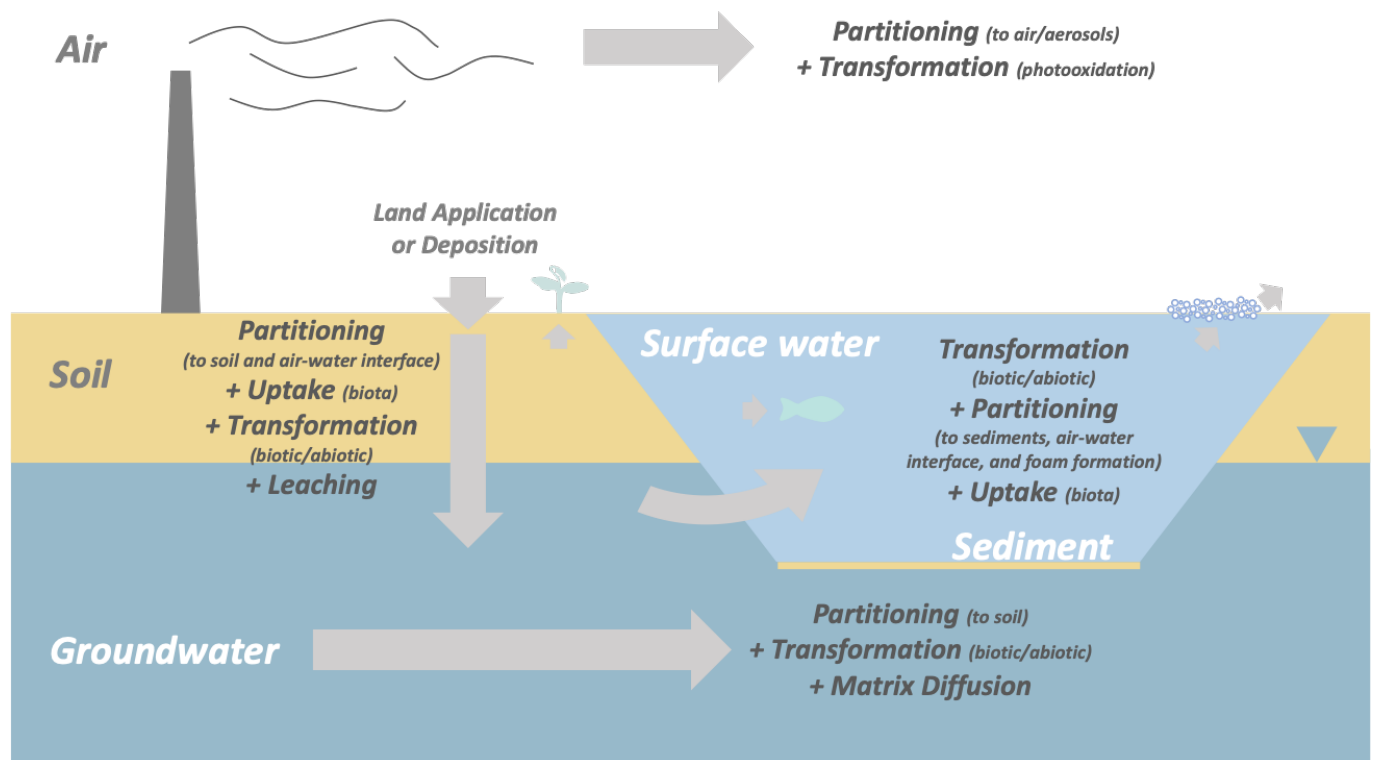 Air
Partitioning (to air/aerosols)
+ Transformation (photooxidation)
Land Application
or Deposition
Soil
Partitioning
(to soil and air-water interface)
+ Uptake (biota)
+ Transformation
(biotic/abiotic)
+ Leaching
Surface water
Transformation
(biotic/abiotic)
+ Partitioning
(to sediments, air-water
interface, and foam formation)
+ Uptake (biota)
Sediment
Groundwater
Partitioning (to soil)
+ Transformation (biotic/abiotic)
+ Matrix Diffusion